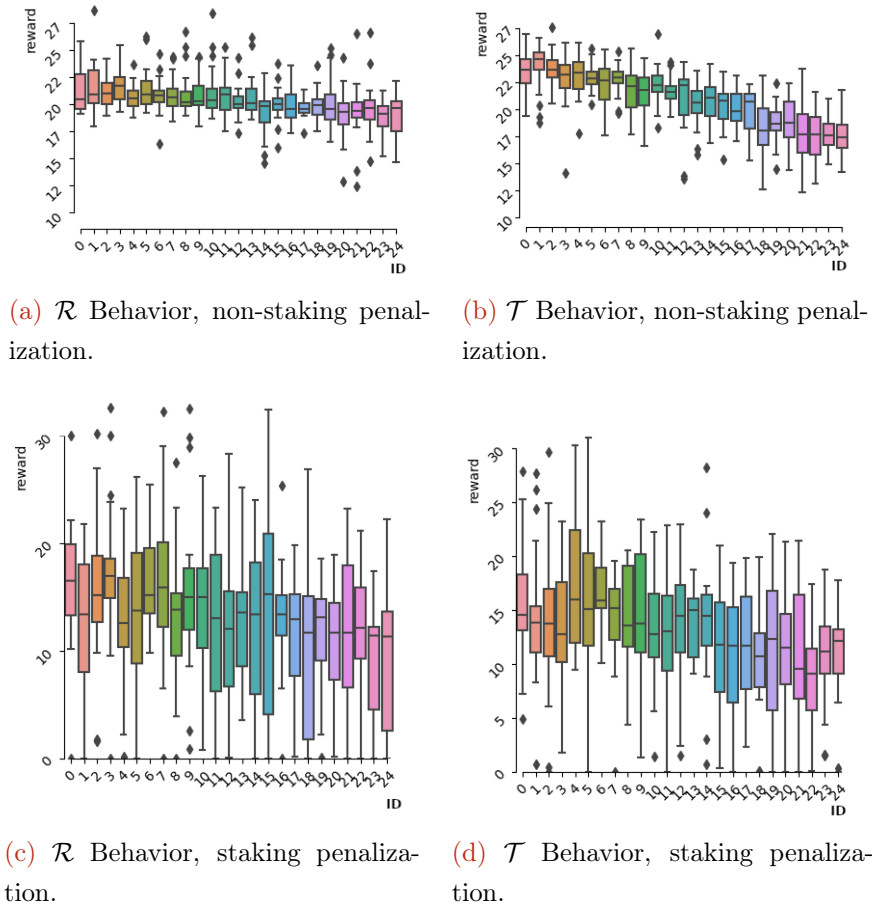 reward
27
25
22
20
17
15
12
10
0 1 2 3 4 5 6 7 8 9 10 11 12 13 14 15 16 17 18 19 20 21 22 23 24
ID
(a) R Behavior, non-staking penal-
ization.
reward
27
25
22
20
17
15
12
10
0 1 2 3 4 5 6 7 8 9 10 11 12 13 14 15 16 17 18 19 20 21 22 23 24
ID
(b) T Behavior, non-staking penal-
ization.
reward
30
20
10
0
0 1 2 3 4 5 6 7 8 9 10 11 12 13 14 15 16 17 18 19 20 21 22 23 24
ID
(c) R Behavior, staking penaliza-
tion.
reward
30
25
20
15
10
5
0
0 1 2 3 4 5 6 7 8 9 10 11 12 13 14 15 16 17 18 19 20 21 22 23 24
ID
(d) T Behavior, staking penaliza-
tion.